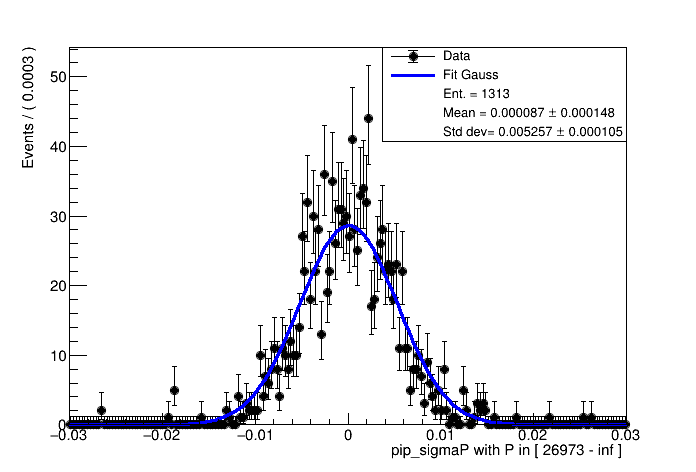 Events / ( 0.0003 )
50
40
30
20
10
0
−0.03 −0.02 −0.01 0 0.01 0.02 0.03
pip_sigmaP with P in [ 26973 - inf ]
Data
Fit Gauss
Ent. = 1313
Mean = 0.000087 ± 0.000148
Std dev= 0.005257 ± 0.000105